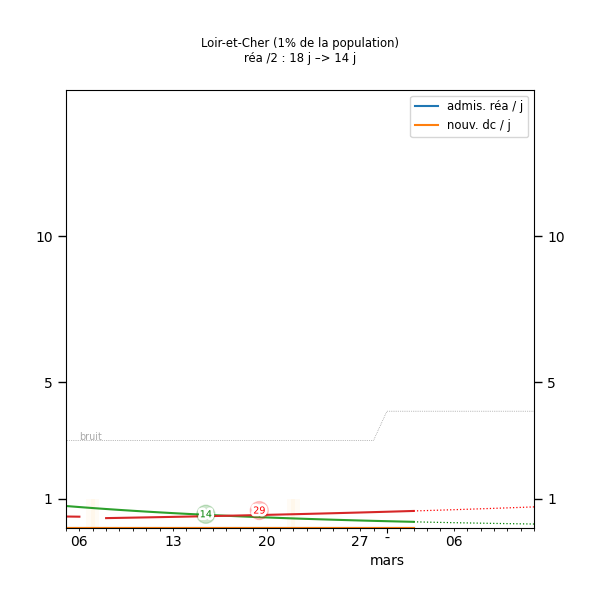 Loir-et-Cher (1% de la population)
réa /2 : 18 j –> 14 j
admis. réa / j
nouv. dc / j
10
10
5
5
bruit
1
1
14
29
06
13
20
27
-
06
mars